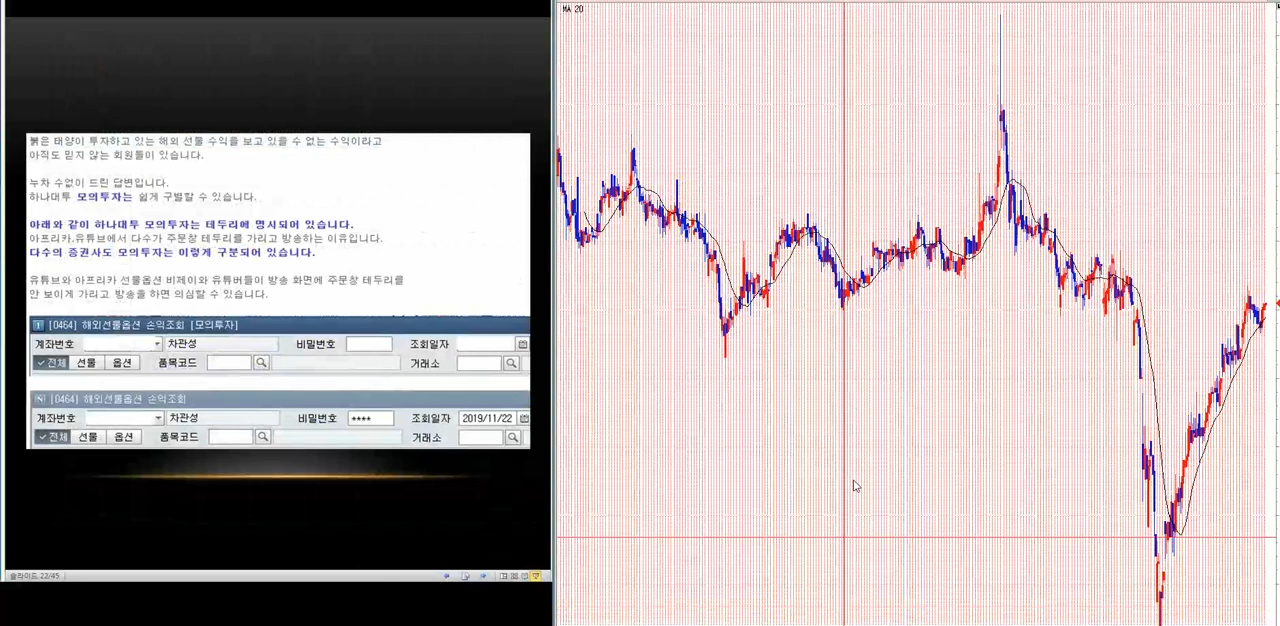 붉은 태양이 투자하고 있는 해외 선물 수익을 보고 있을 수 없는 수익이라고
아직도 믿지 않는 회원들이 있습니다.
누차 수없이 드린 답변입니다.
하나대투 모의투자는 쉽게 구별할 수 있습니다.
아래와 같이 하나대투 모의투자는 테두리에 명시되어 있습니다.
아프리카,유튜브에서 다수가 주문창 테두리를 가리고 방송하는 이유입니다.
다수의 증권사도 모의투자는 이렇게 구분되어 있습니다.
유튜브와 아프리카 선물옵션 비제이와 유튜버들이 방송 화면에 주문창 테두리를
안 보이게 가리고 방송을 하면 의심할 수 있습니다.
[0464] 해외선물옵션 손익조회 [모의투자]
계좌번호 차관성 비밀번호 조회일자
전체 선물 옵션 품목코드 거래소
[0464] 해외선물옵션 손익조회
계좌번호 차관성 비밀번호 **** 조회일자 2019/11/22
전체 선물 옵션 품목코드 거래소
슬라이드 22/45
MA 20